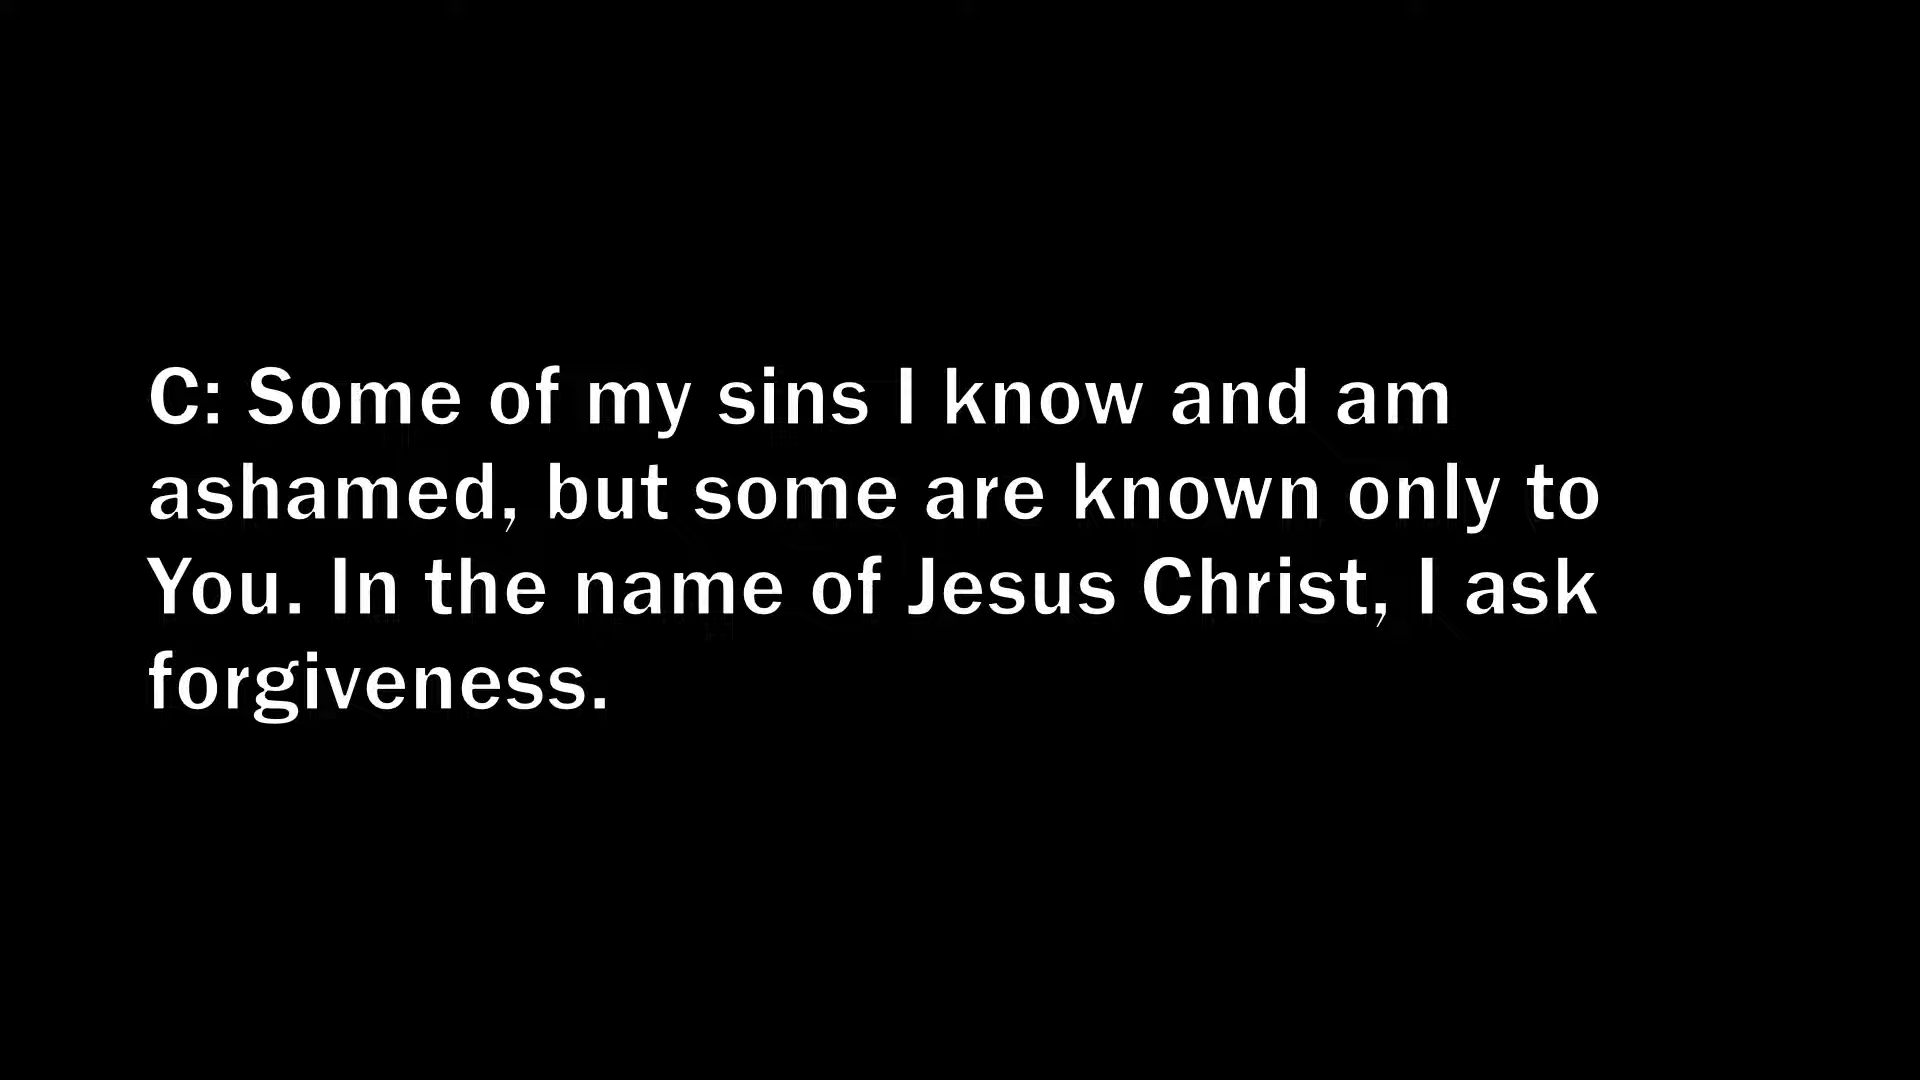 C: Some of my sins I know and am
ashamed, but some are known only to
You. In the name of Jesus Christ, I ask
forgiveness.